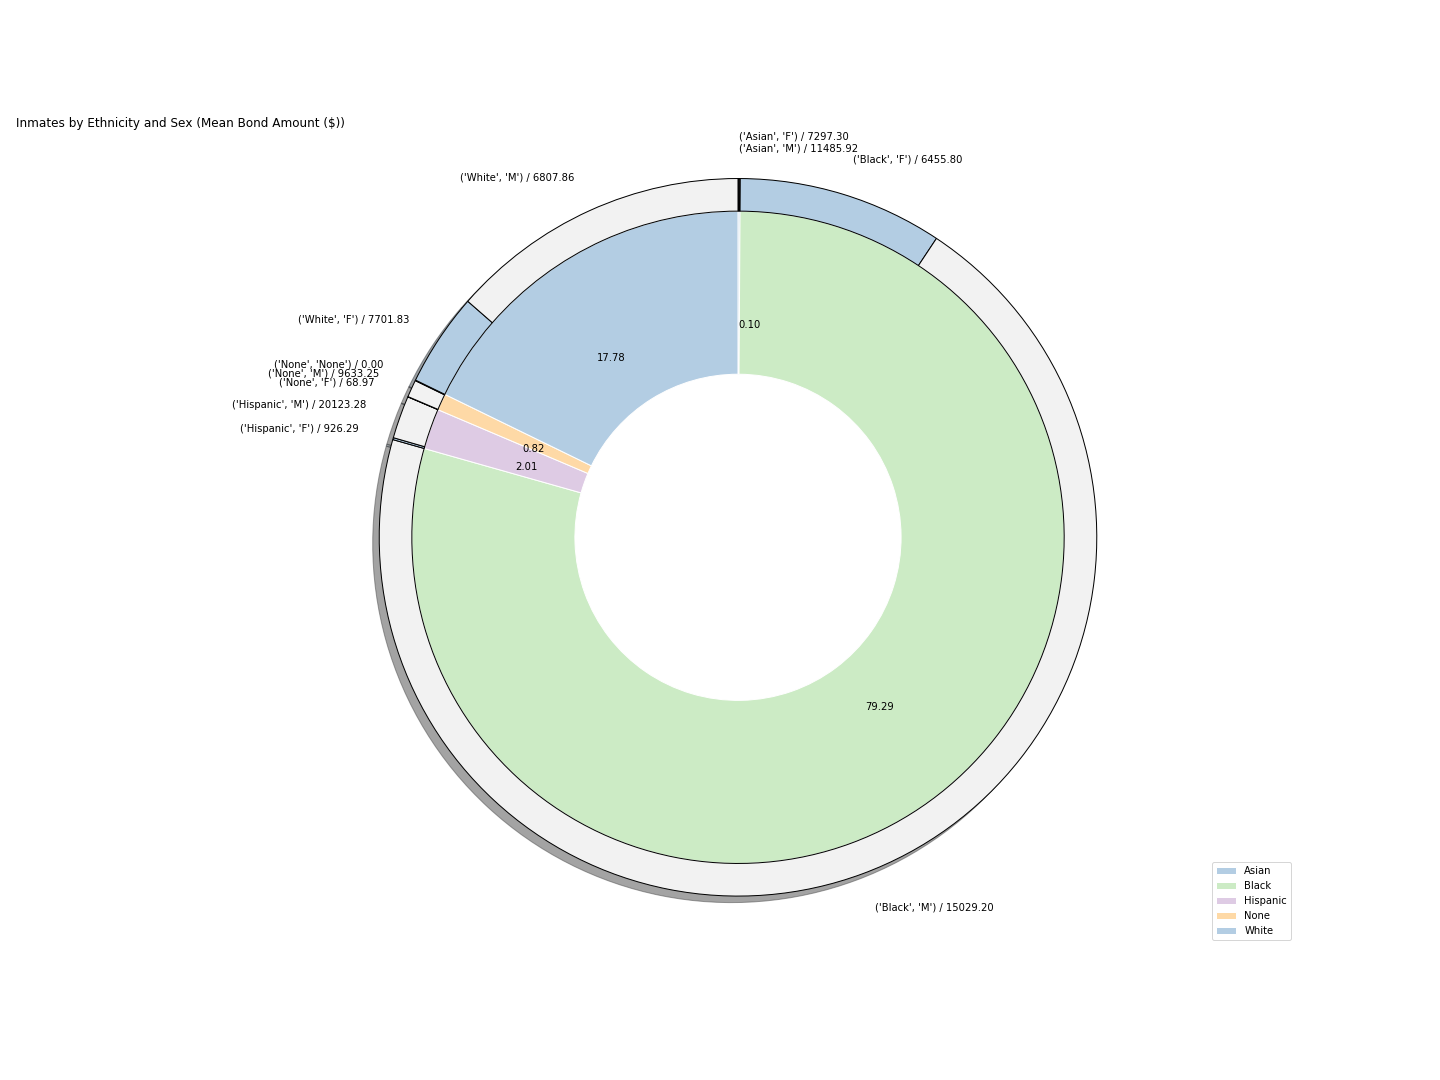 Inmates by Ethnicity and Sex (Mean Bond Amount ($))
('Asian', 'F') / 7297.30
('Asian', 'M') / 11485.92
('Black', 'F') / 6455.80
('White', 'M') / 6807.86
('White', 'F') / 7701.83
('None', 'None') / 0.00
('None', 'M') / 9633.25
('None', 'F') / 68.97
('Hispanic', 'M') / 20123.28
('Hispanic', 'F') / 926.29
0.10
17.78
0.82
2.01
79.29
('Black', 'M') / 15029.20
Asian
Black
Hispanic
None
White